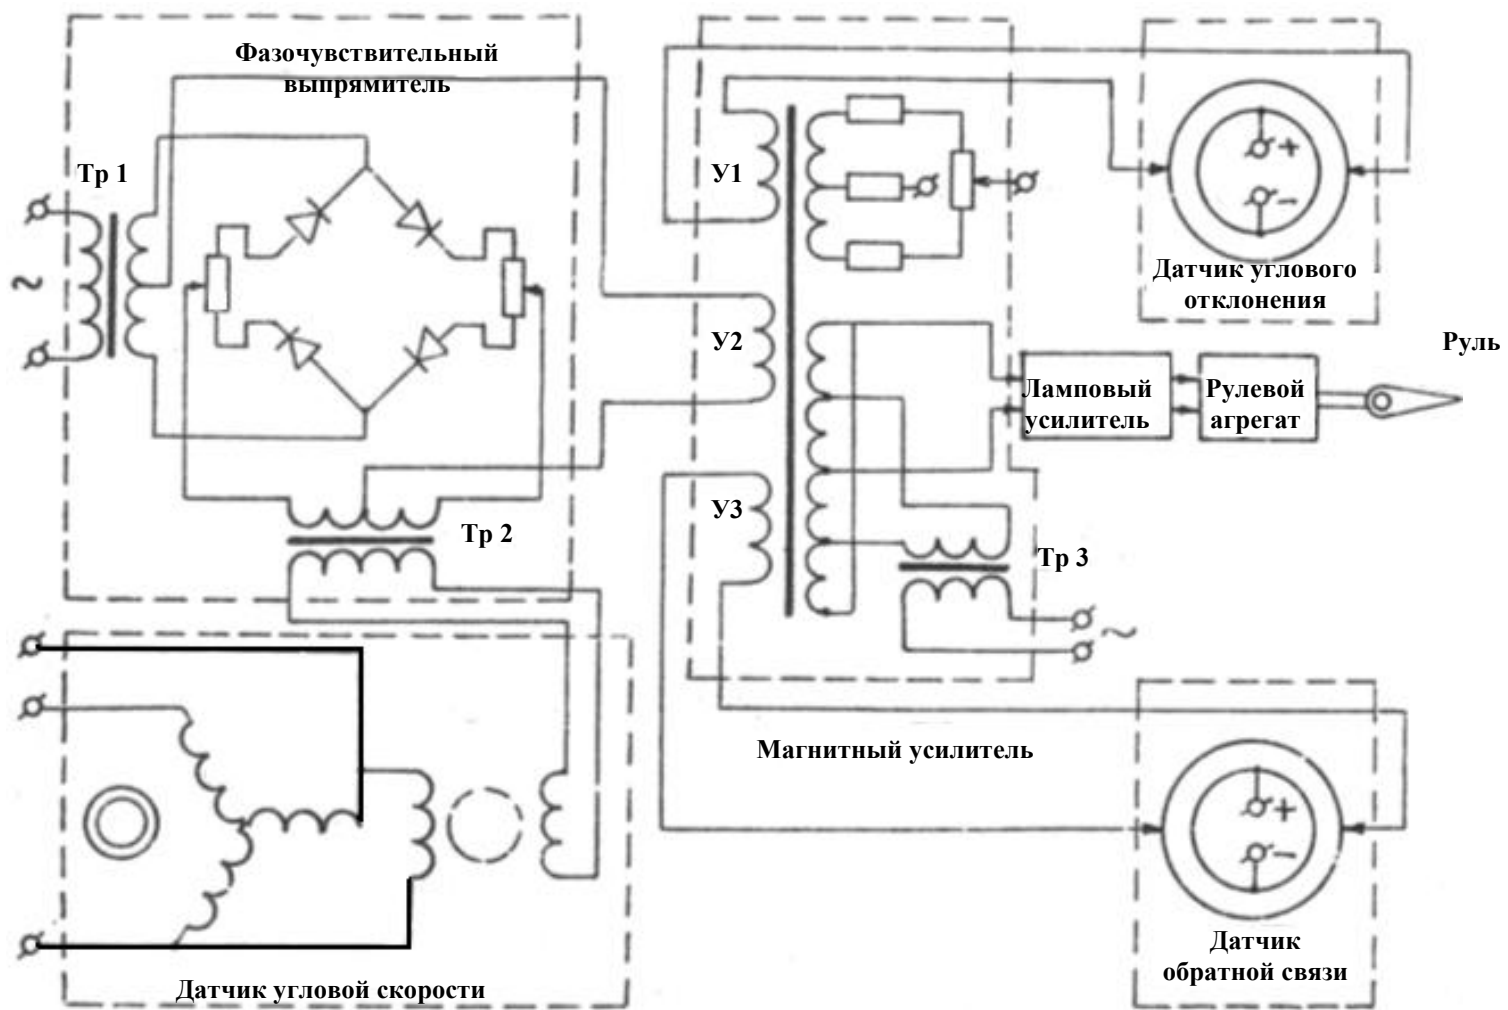 Фазочувствительный
выпрямитель
Тр 1
У1
+
−
Датчик углового
отклонения
~
У2
Руль
Ламповый
усилитель
Рулевой
агрегат
У3
Тр 2
Тр 3
~
Магнитный усилитель
+
−
Датчик
обратной связи
Датчик угловой скорости